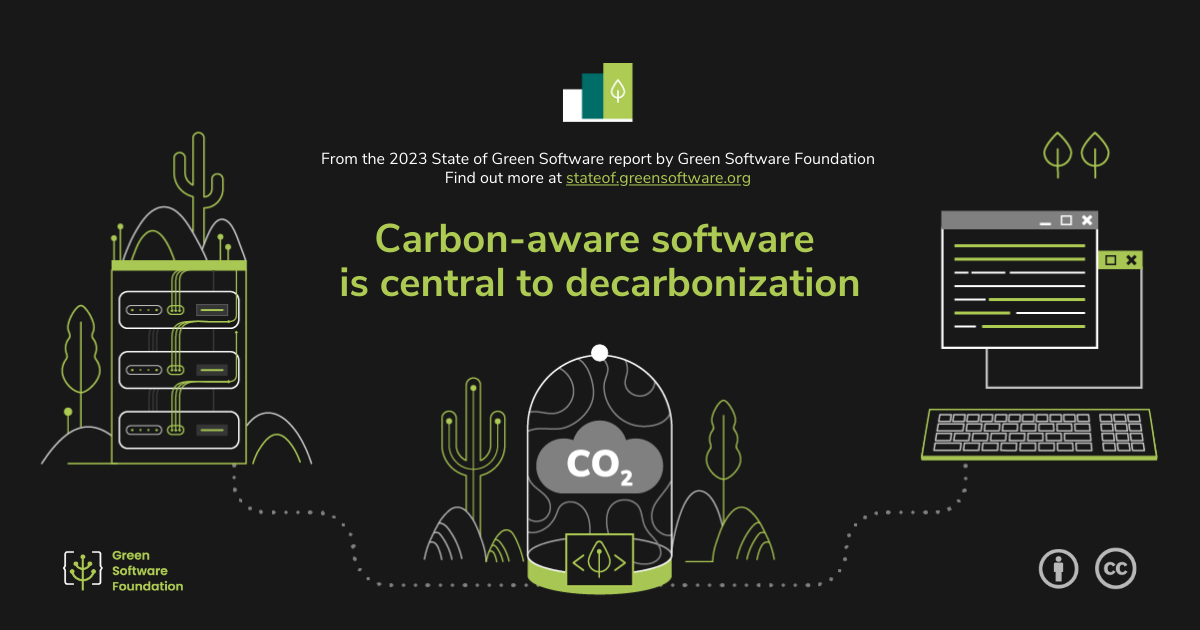 From the 2023 State of Green Software report by Green Software Foundation
Find out more at stateof.greensoftware.org
Carbon-aware software
is central to decarbonization
CO₂
< >
Green
Software
Foundation
cc